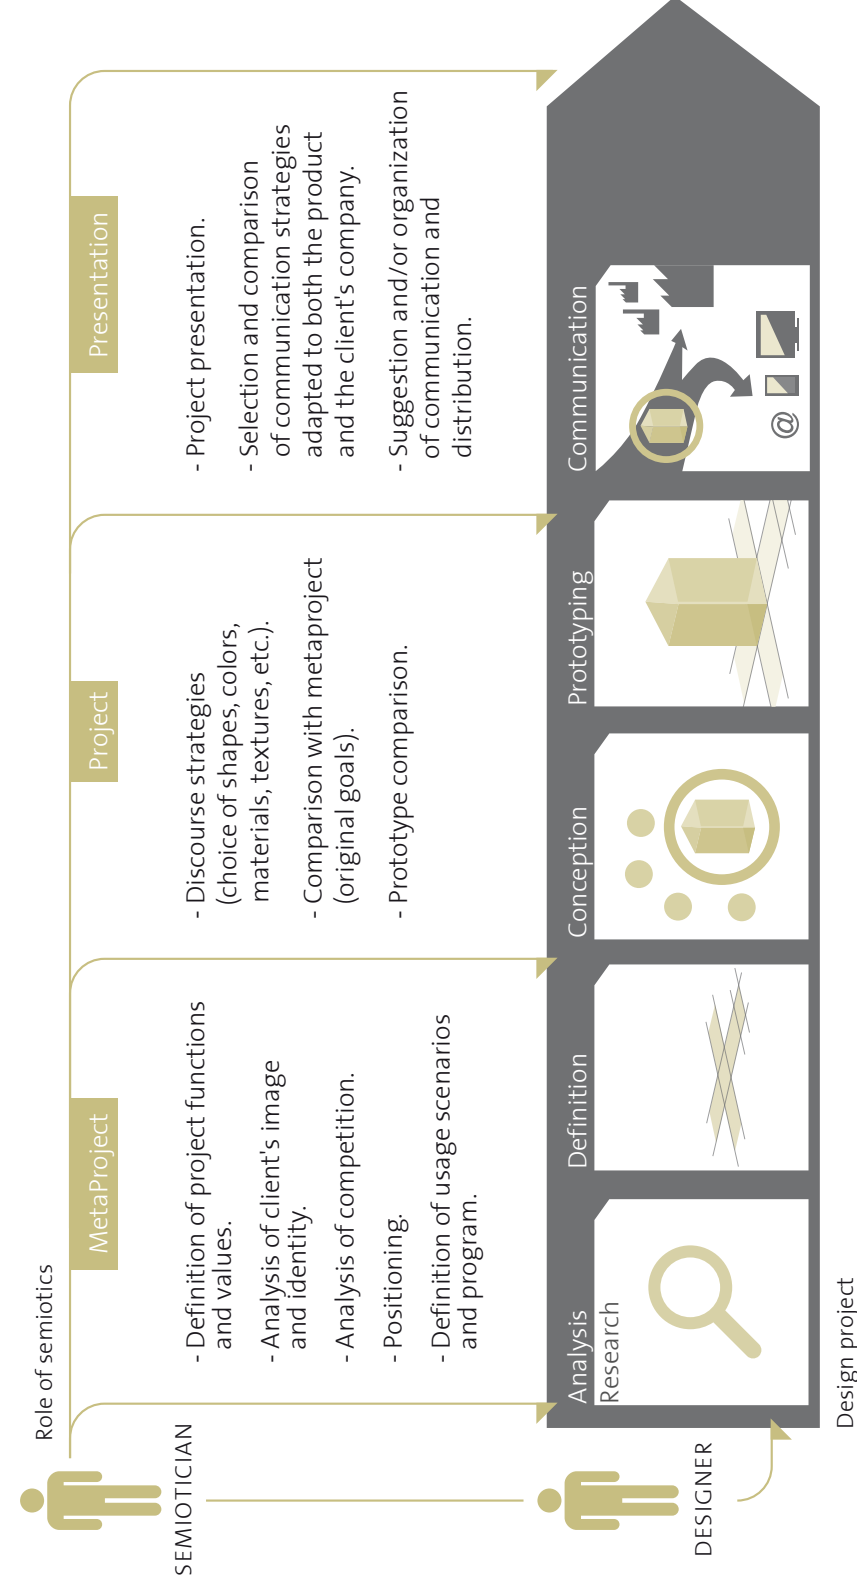 Role of semiotics
SEMIOTICIAN
MetaProject
- Definition of project functions
and values.
- Analysis of client's image
and identity.
- Analysis of competition.
- Positioning.
- Definition of usage scenarios
and program.
Project
- Discourse strategies
(choice of shapes, colors,
materials, textures, etc.).
- Comparison with metaproject
(original goals).
- Prototype comparison.
Presentation
- Project presentation.
- Selection and comparison
of communication strategies
adapted to both the product
and the client's company.
- Suggestion and/or organization
of communication and
distribution.
DESIGNER
Analysis
Research
Definition
Conception
Prototyping
Communication
@
Design project